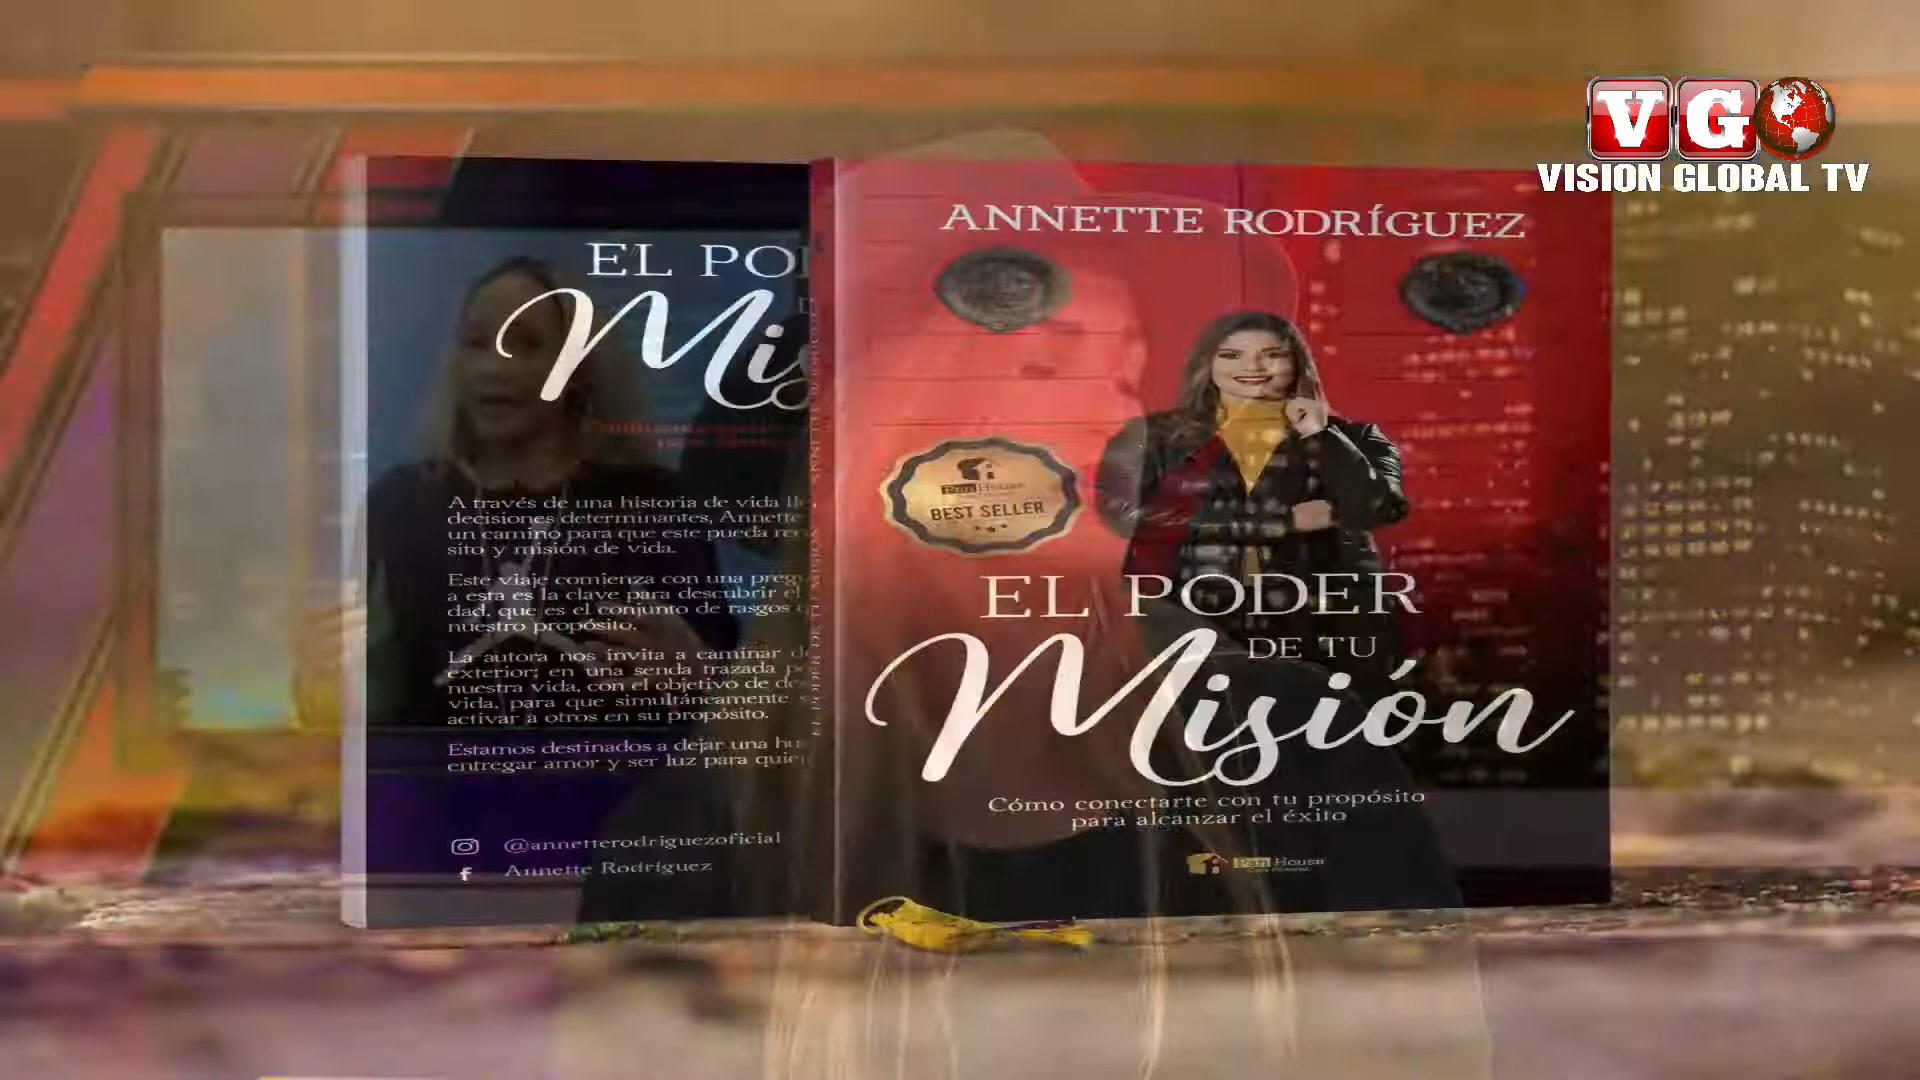 VG
VISION GLOBAL TV
EL PO
Mis
A través de una historia de vida
decisiones determinantes, Annette
un camino para que este pueda
sito y misión de vida.
Este viaje comienza con una
a esta es la clave para descubrir el
dad, que es el conjunto de rasgos
nuestro propósito.
La autora nos invita a caminar
exterior; en una senda trazada
nuestra vida, con el objetivo de
vida, para que simultáneamente
activar a otros en su propósito.
Estamos destinados a dejar una
entregar amor y ser luz para
@annetterodriguezoficial
Annette Rodríguez
ANNETTE RODRÍGUEZ
PanHouse
BEST SELLER
EL PODER
DE TU
Misión
Cómo conectarte con tu propósito
para alcanzar el éxito
PanHouse